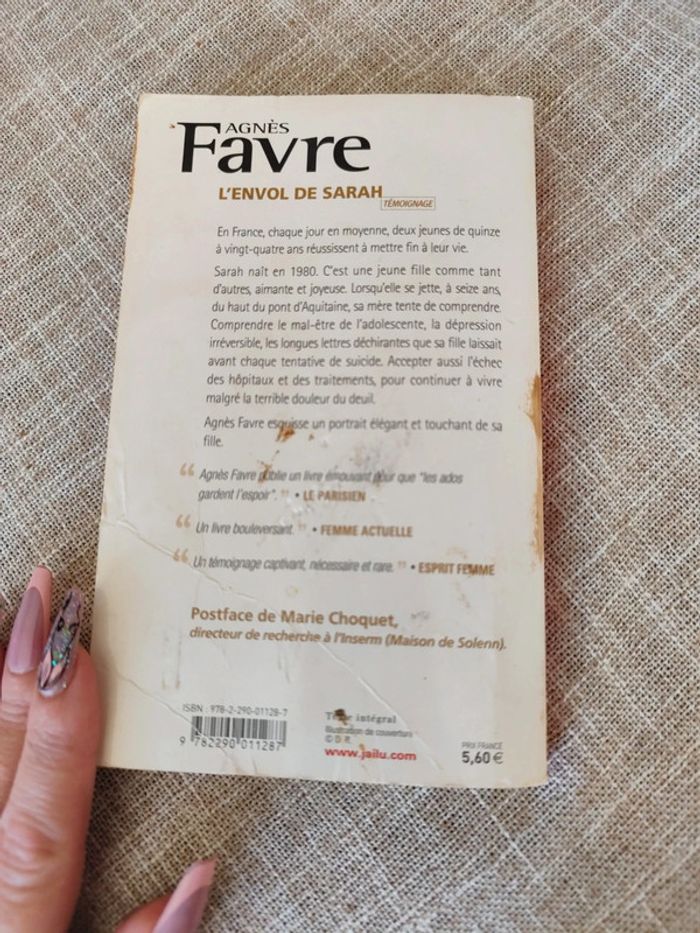 AGNÈS
Favre
L'ENVOL DE SARAH
TÉMOIGNAGE
En France, chaque jour en moyenne, deux jeunes de quinze
à vingt-quatre ans réussissent à mettre fin à leur vie.
Sarah naît en 1980. C'est une jeune fille comme tant
d'autres, aimante et joyeuse. Lorsqu'elle se jette, à seize ans,
du haut du pont d'Aquitaine, sa mère tente de comprendre.
Comprendre le mal-être de l'adolescente, la dépression
irréversible, les longues lettres déchirantes que sa fille laissait
avant chaque tentative de suicide. Accepter aussi l'échec
des hôpitaux et des traitements, pour continuer à vivre
malgré la terrible douleur du deuil.
Agnès Favre esquisse un portrait élégant et touchant de sa
fille.
“ Agnès Favre publie un livre émouvant pour que "les ados
gardent l'espoir". ” • LE PARISIEN
“ Un livre bouleversant. ” • FEMME ACTUELLE
“ Un témoignage captivant, nécessaire et rare. ” • ESPRIT FEMME
Postface de Marie Choquet,
directeur de recherche à l'Inserm (Maison de Solenn).
ISBN : 978-2-290-01128-7
9 782290 011287
Texte intégral
Illustration de couverture
© D. R.
www.jailu.com
PRIX FRANCE
5,60 €